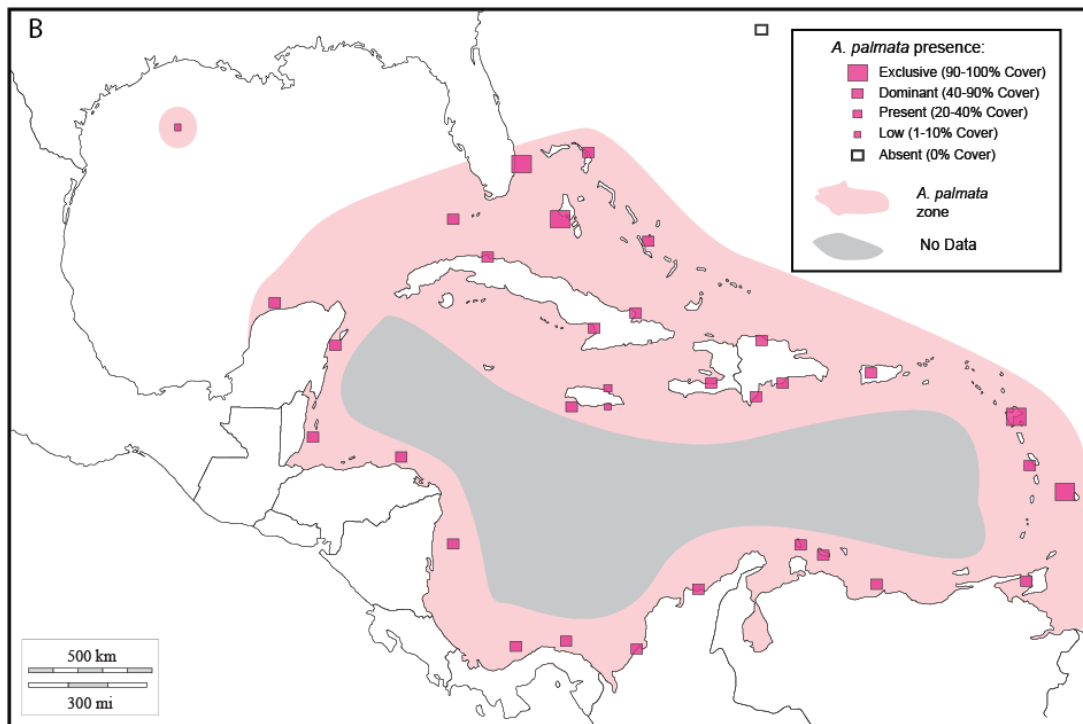 B
A. palmata presence:
Exclusive (90-100% Cover)
Dominant (40-90% Cover)
Present (20-40% Cover)
Low (1-10% Cover)
Absent (0% Cover)
A. palmata
zone
No Data
500 km
300 mi